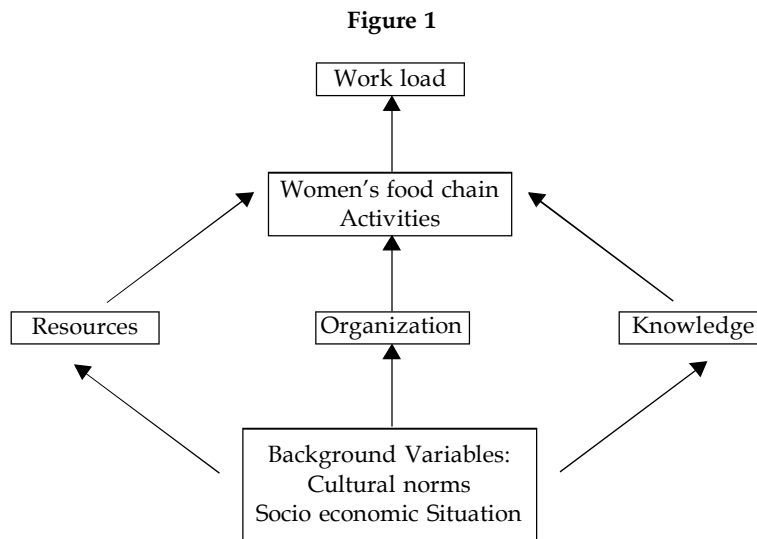 Figure 1
Work load
Women's food chain
Activities
Resources
Organization
Knowledge
Background Variables:
Cultural norms
Socio economic Situation